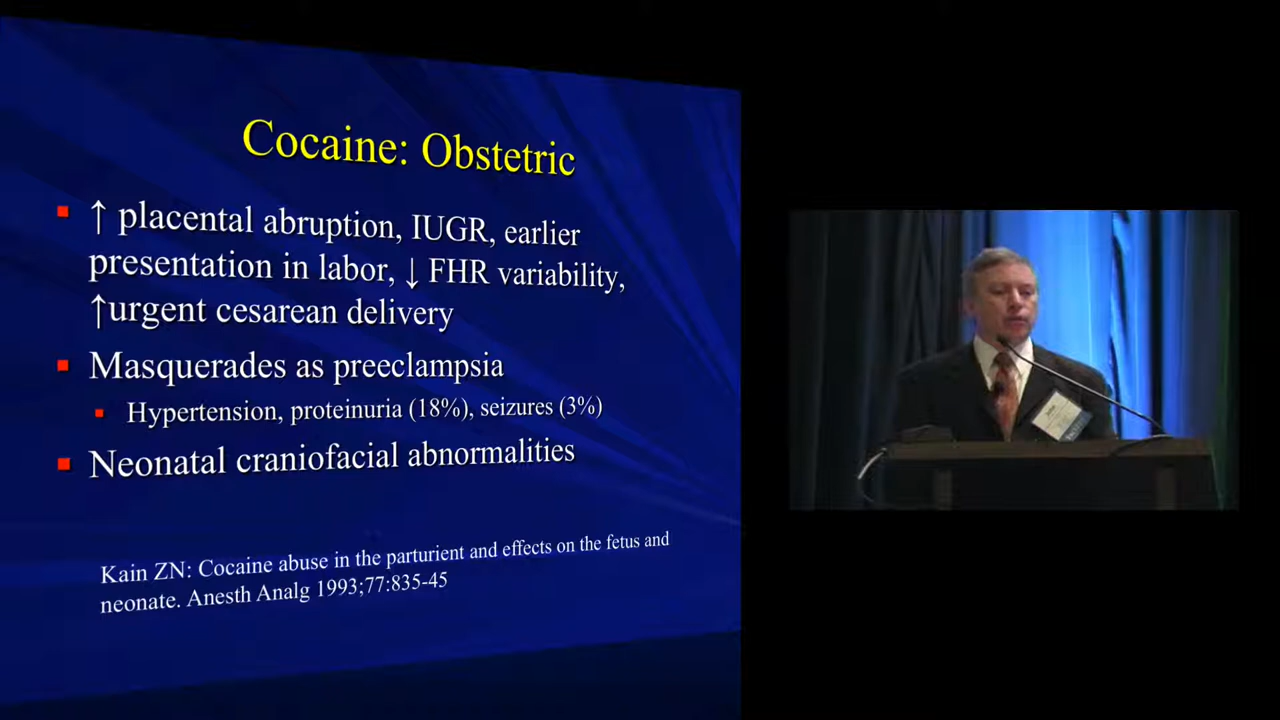 Cocaine: Obstetric
↑ placental abruption, IUGR, earlier
presentation in labor, ↓ FHR variability,
↑urgent cesarean delivery
Masquerades as preeclampsia
Hypertension, proteinuria (18%), seizures (3%)
Neonatal craniofacial abnormalities
Kain ZN: Cocaine abuse in the parturient and effects on the fetus and
neonate. Anesth Analg 1993;77:835-45